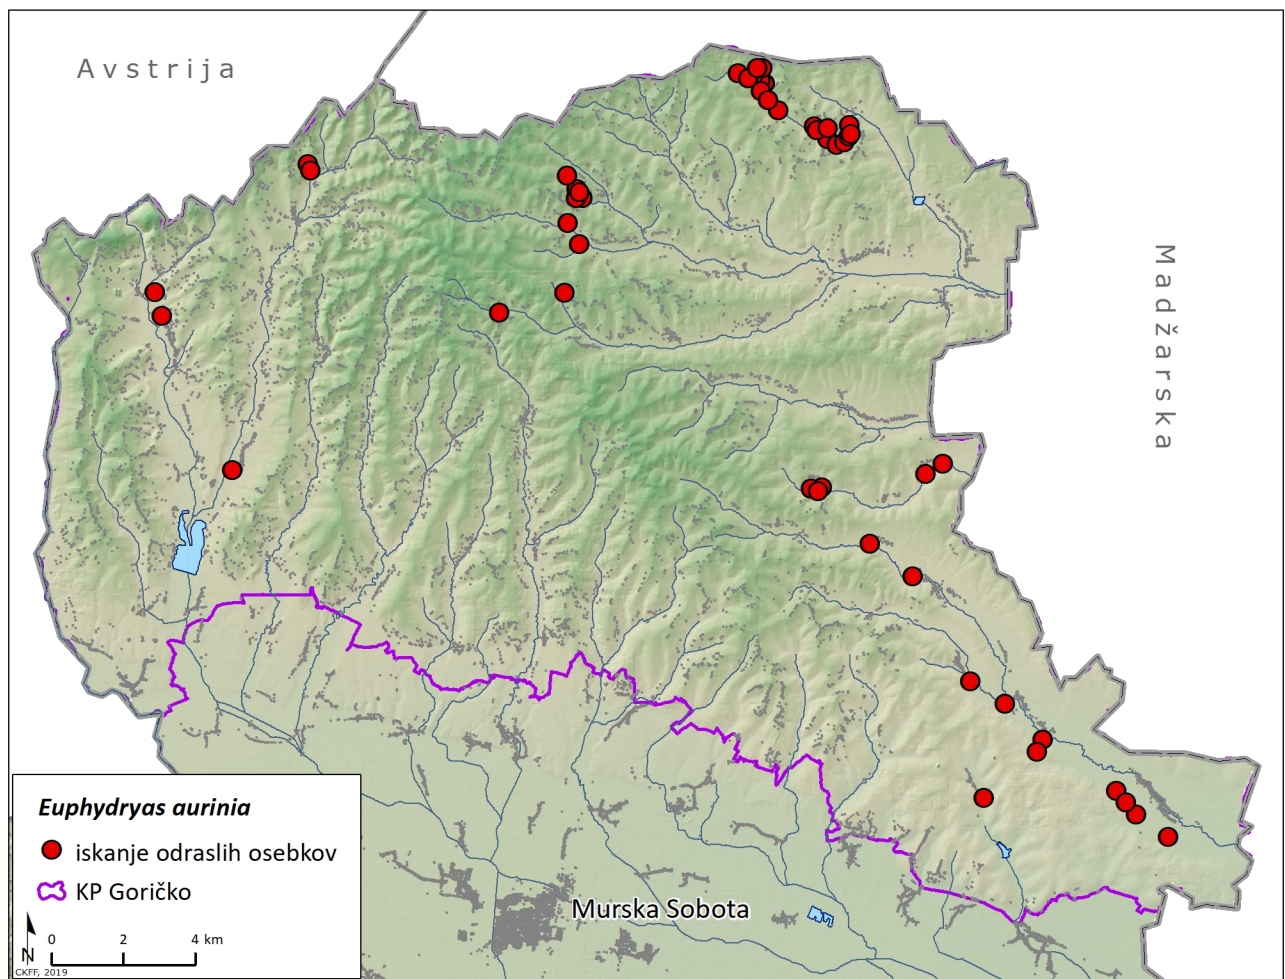 Avstrija
Madžarska
Murska Sobota
Euphydryas aurinia
iskanje odraslih osebkov
KP Goričko
N
0 2 4 km
CKFF, 2019